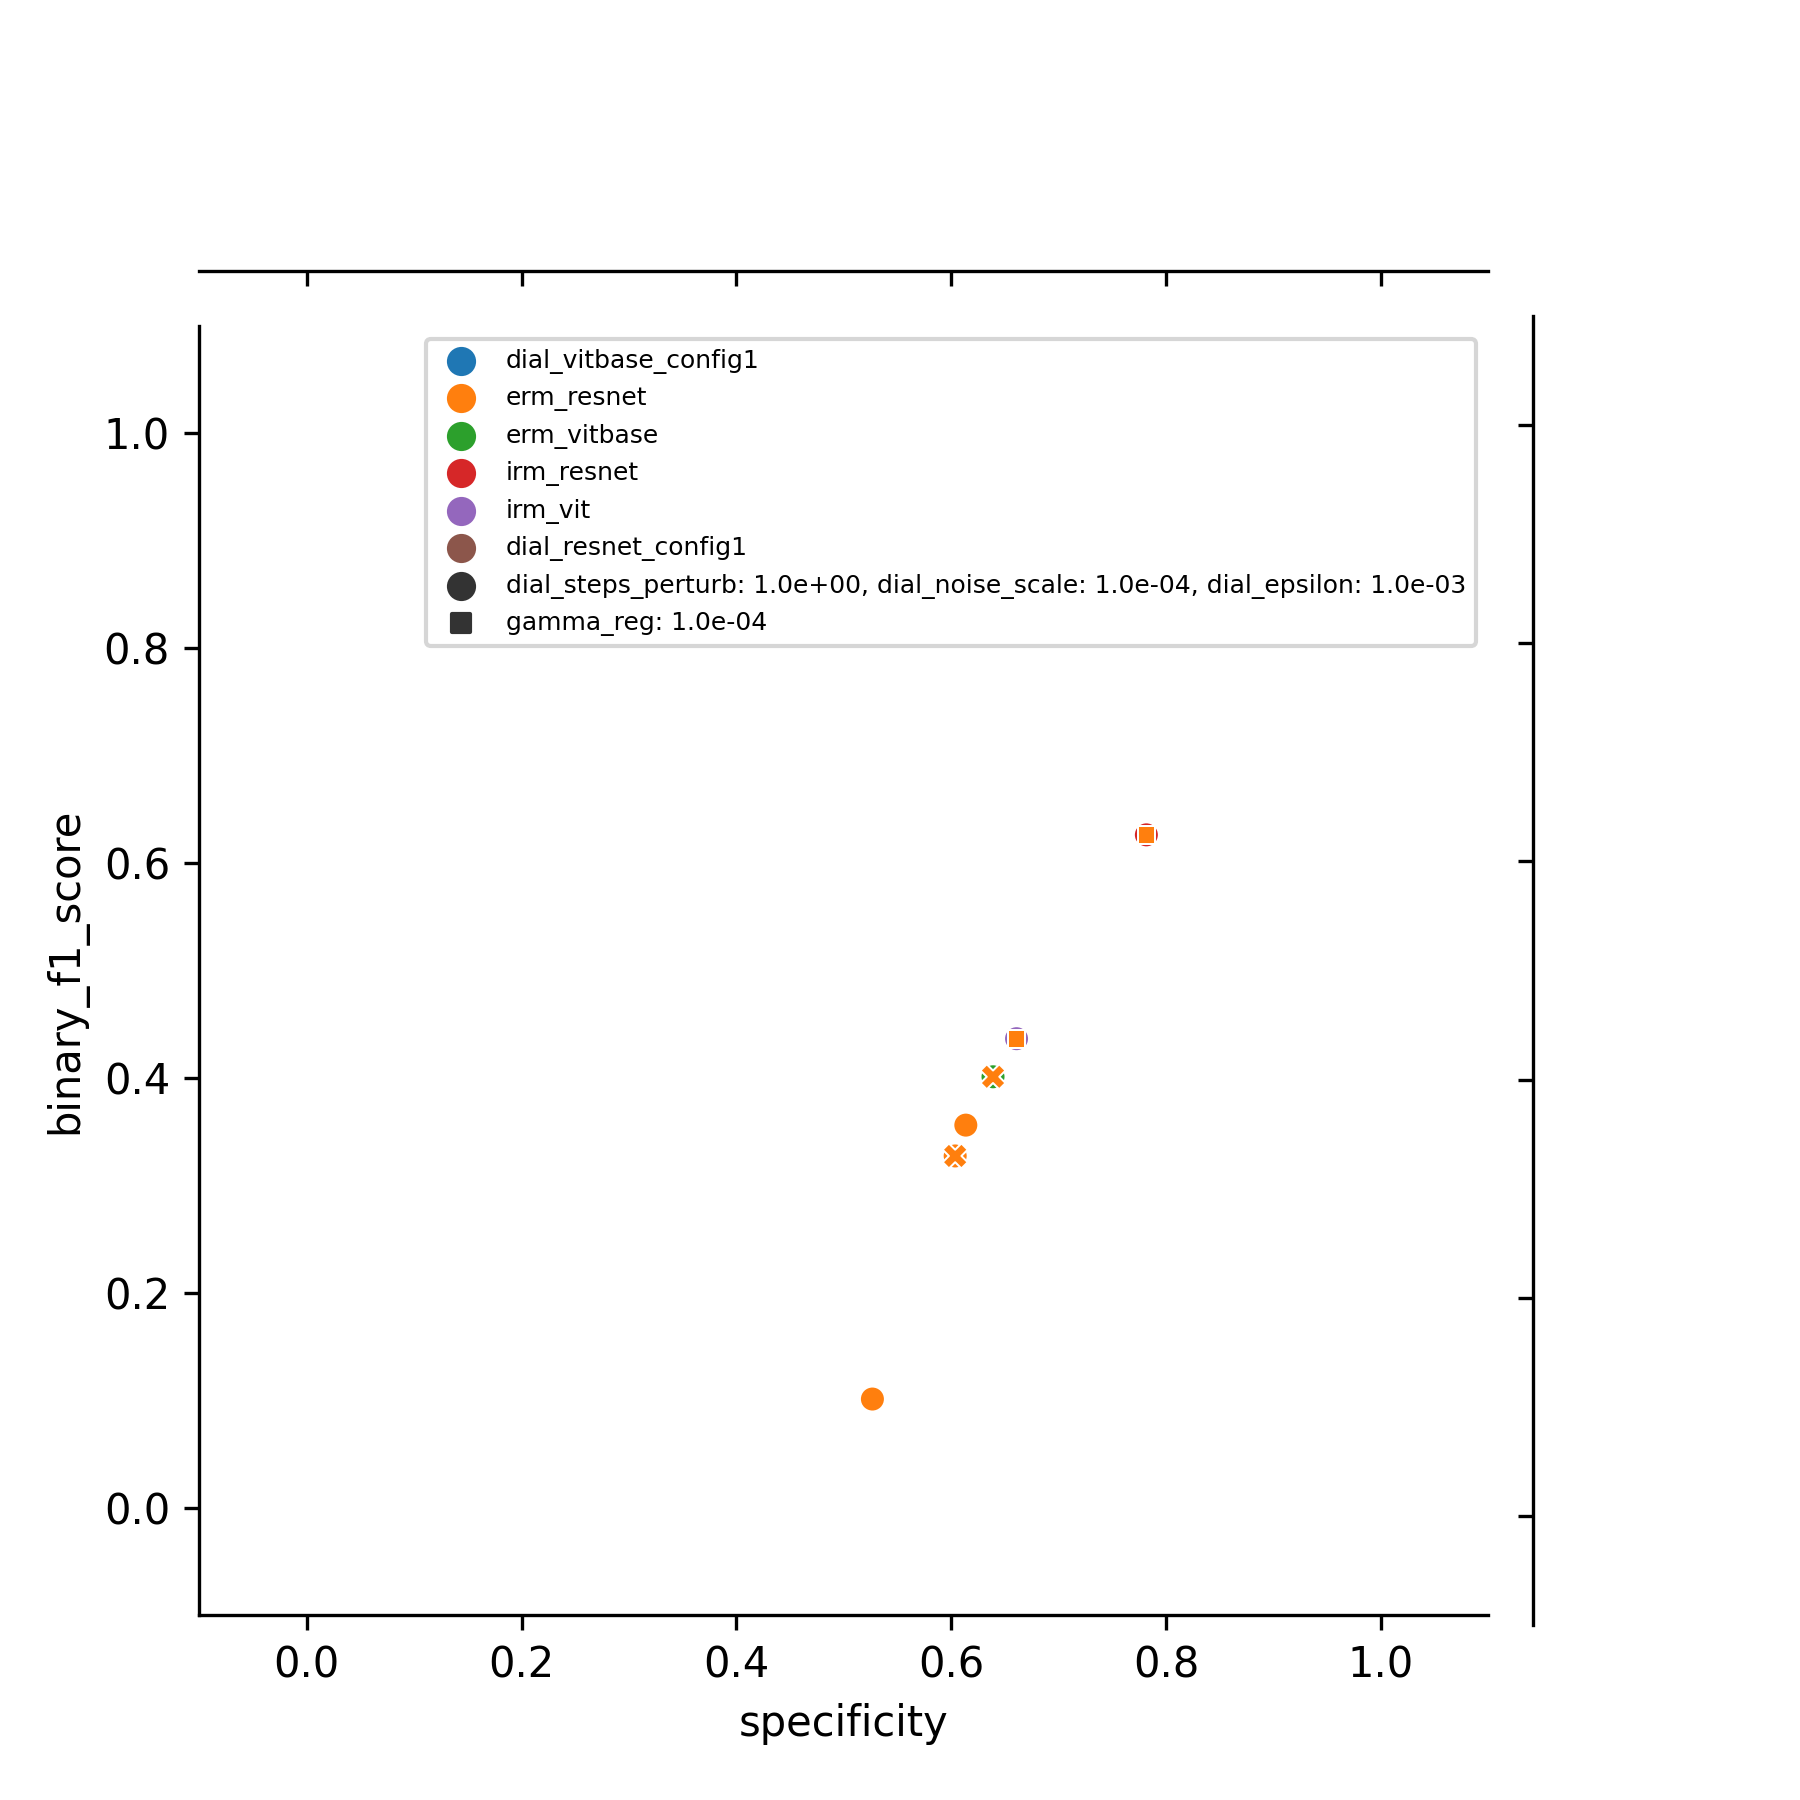 dial_vitbase_config1
erm_resnet
erm_vitbase
irm_resnet
irm_vit
dial_resnet_config1
dial_steps_perturb: 1.0e+00, dial_noise_scale: 1.0e-04, dial_epsilon: 1.0e-03
gamma_reg: 1.0e-04
1.0
0.8
0.6
0.4
0.2
0.0
binary_f1_score
0.0 0.2 0.4 0.6 0.8 1.0
specificity